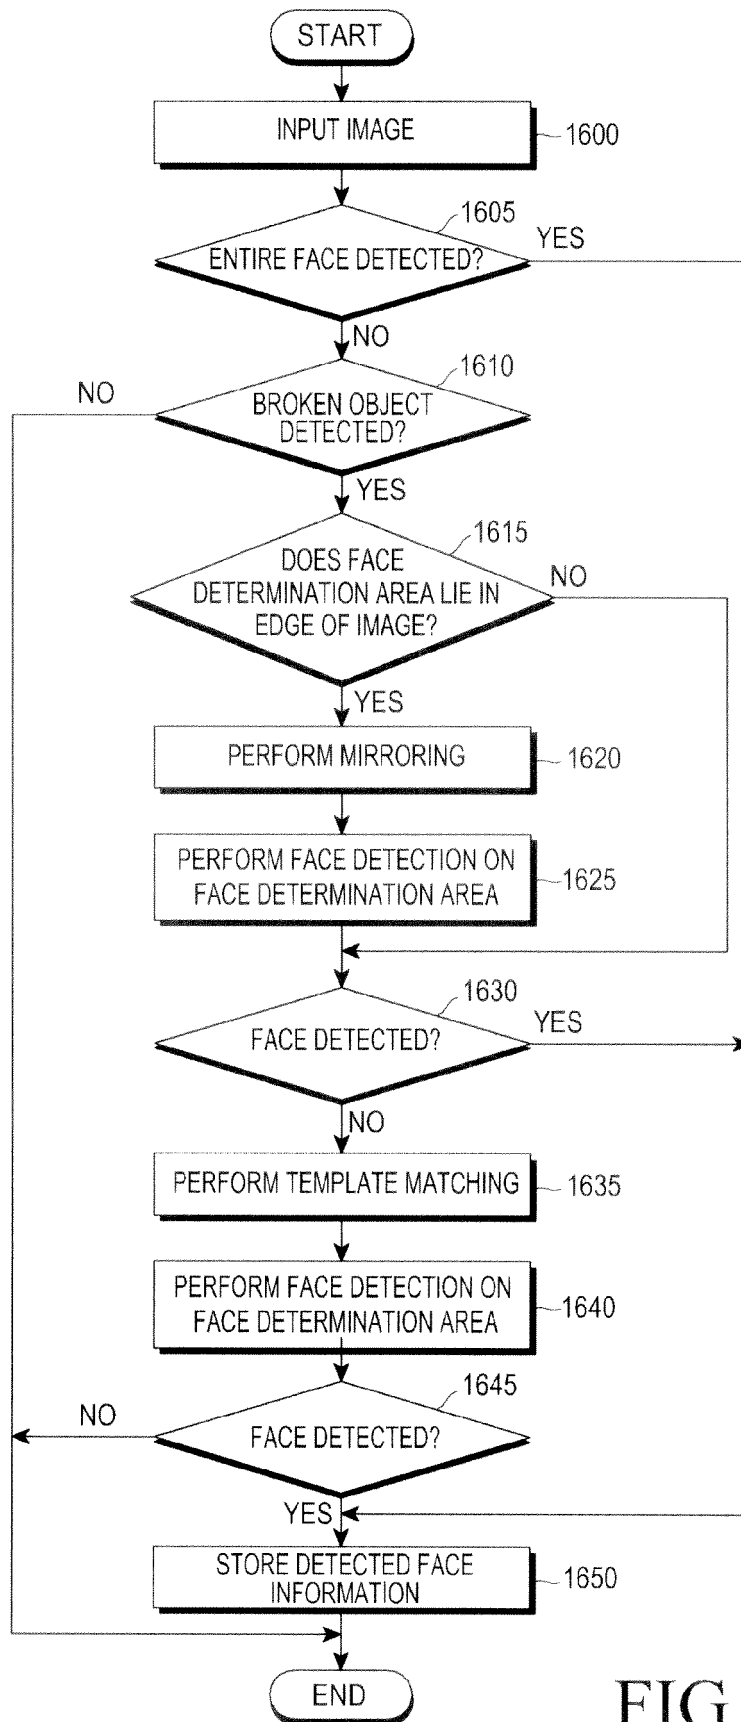 START
INPUT IMAGE
1600
1605
YES
ENTIRE FACE DETECTED?
NO
1610
NO
BROKEN OBJECT
DETECTED?
YES
1615
DOES FACE
DETERMINATION AREA LIE IN
EDGE OF IMAGE?
NO
YES
PERFORM MIRRORING
1620
PERFORM FACE DETECTION ON
FACE DETERMINATION AREA
1625
1630
YES
FACE DETECTED?
NO
PERFORM TEMPLATE MATCHING
1635
PERFORM FACE DETECTION ON
FACE DETERMINATION AREA
1640
1645
NO
FACE DETECTED?
YES
STORE DETECTED FACE
INFORMATION
1650
END
FIG